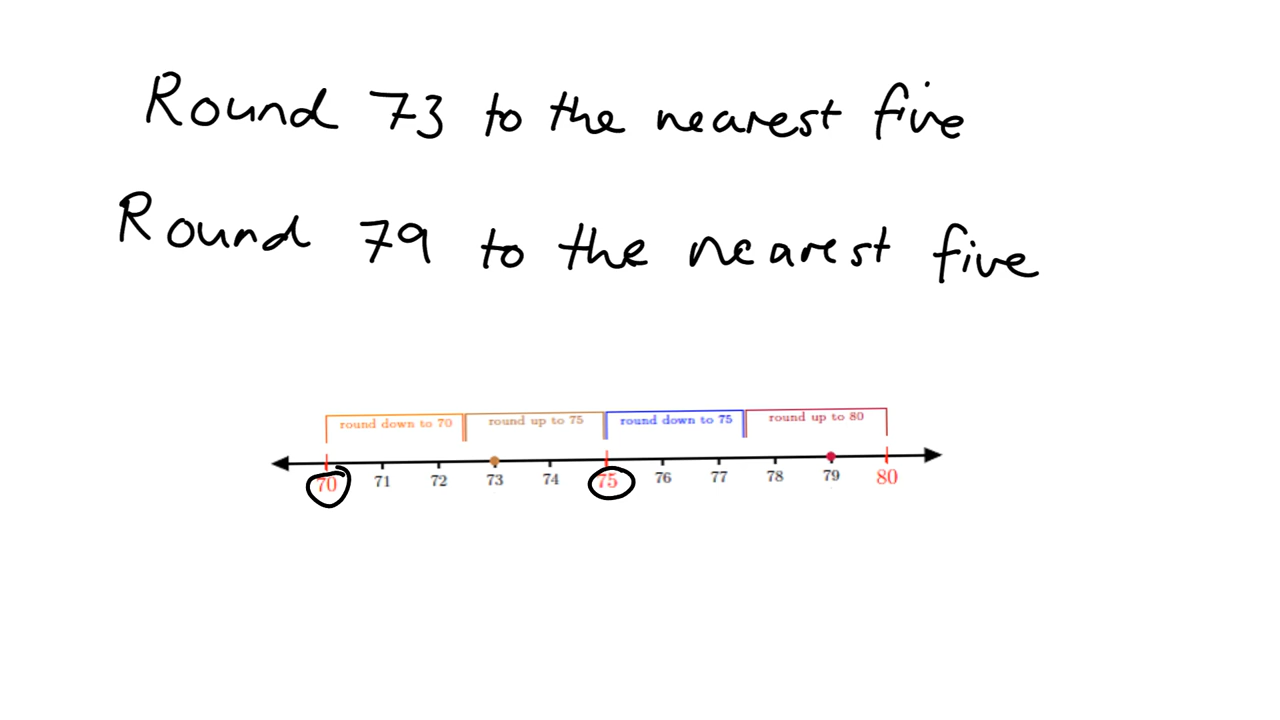 Round 73 to the nearest five
Round 79 to the nearest five
round down to 70 round up to 75 round down to 75 round up to 80
70 71 72 73 74 75 76 77 78 79 80